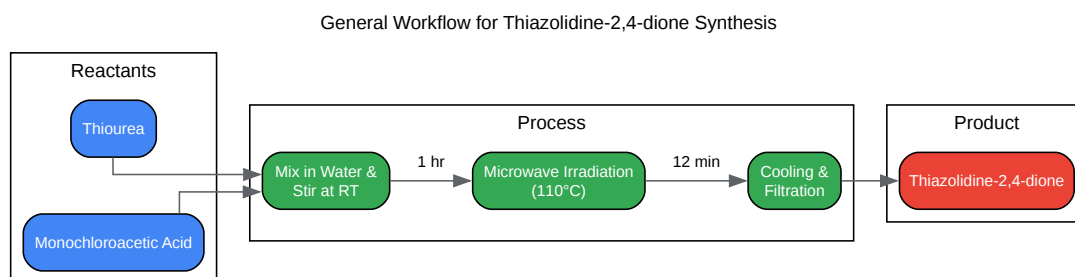 General Workflow for Thiazolidine-2,4-dione Synthesis
Reactants
Thiourea
Monochloroacetic Acid
Process
Mix in Water &
Stir at RT
1 hr
Microwave Irradiation
(110°C)
12 min
Cooling &
Filtration
Product
Thiazolidine-2,4-dione